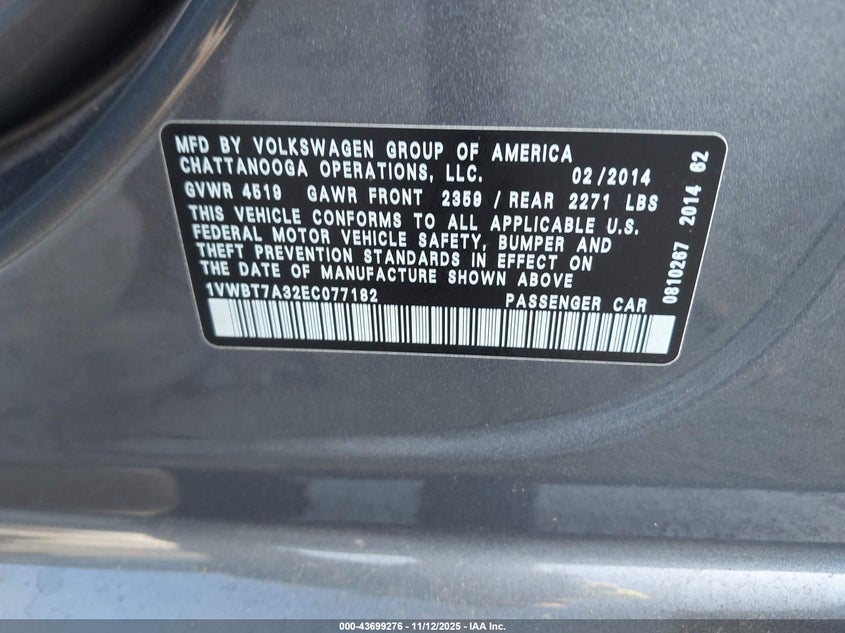 MFD BY VOLKSWAGEN GROUP OF AMERICA
CHATTANOOGA OPERATIONS, LLC. 02/2014
GVWR 4519 GAWR FRONT 2359 / REAR 2271 LBS
THIS VEHICLE CONFORMS TO ALL APPLICABLE U.S.
FEDERAL MOTOR VEHICLE SAFETY, BUMPER AND
THEFT PREVENTION STANDARDS IN EFFECT ON
THE DATE OF MANUFACTURE SHOWN ABOVE
1VWBT7A32EC077182 PASSENGER CAR
0810267 2014 62
000-43699276 - 11/12/2025 - IAA Inc.